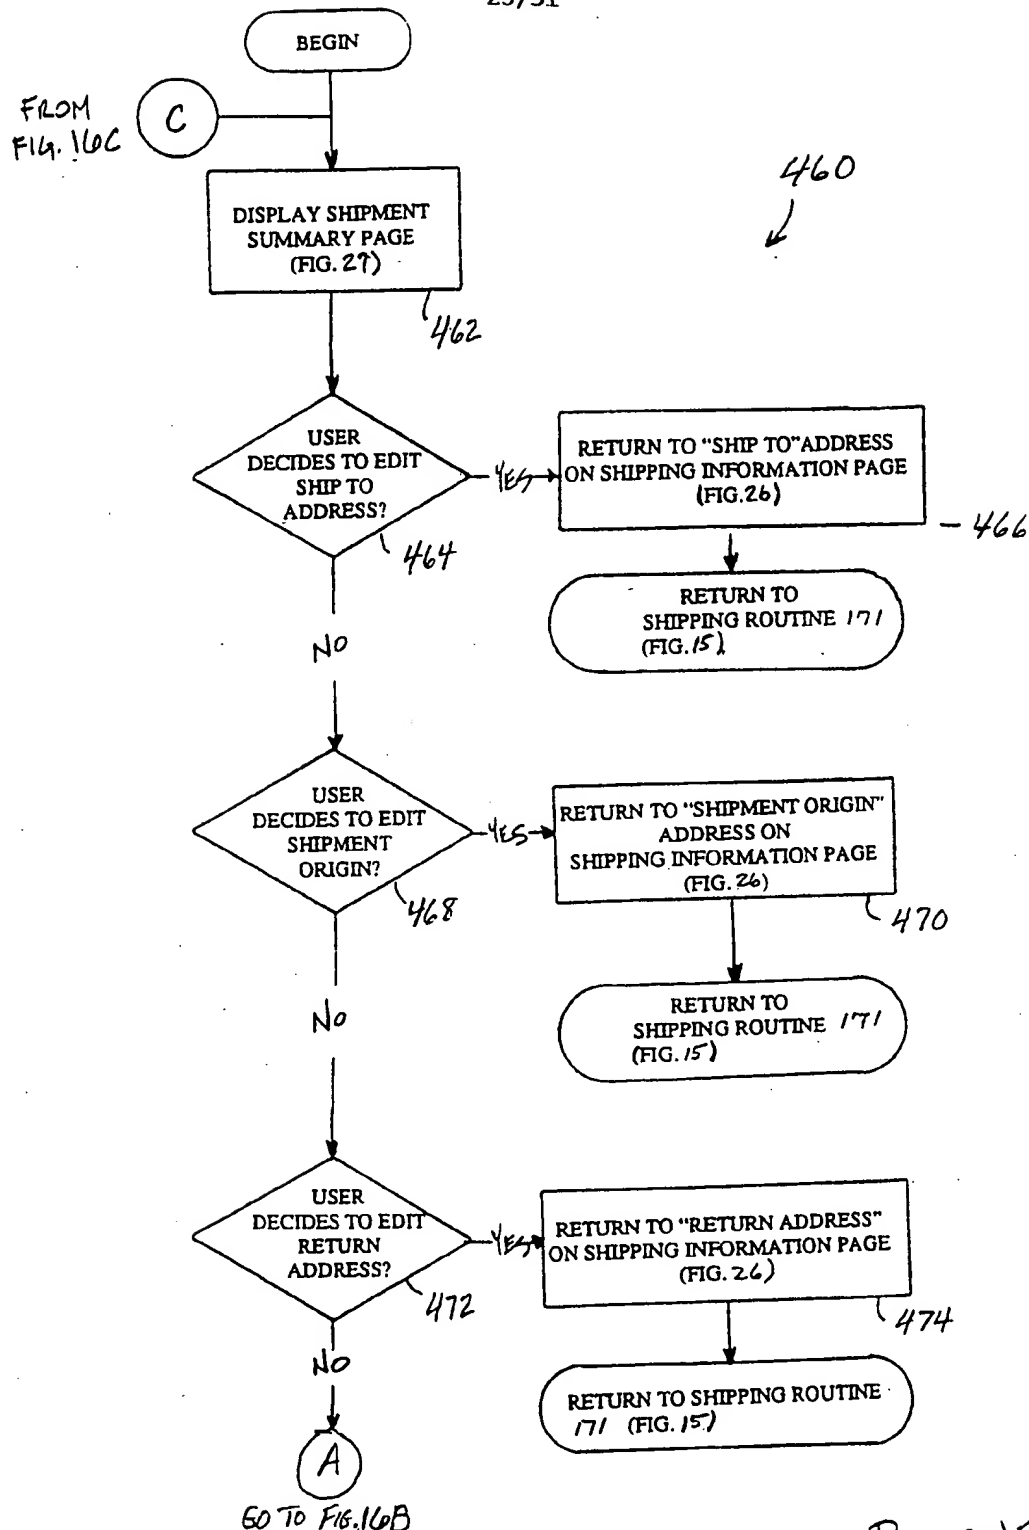 BEGIN
FROM
FIG. 16C
C
460
DISPLAY SHIPMENT
SUMMARY PAGE
(FIG. 27)
462
USER
DECIDES TO EDIT
SHIP TO
ADDRESS?
464
YES
RETURN TO "SHIP TO" ADDRESS
ON SHIPPING INFORMATION PAGE
(FIG. 26)
466
RETURN TO
SHIPPING ROUTINE 171
(FIG. 15)
NO
USER
DECIDES TO EDIT
SHIPMENT
ORIGIN?
468
YES
RETURN TO "SHIPMENT ORIGIN"
ADDRESS ON
SHIPPING INFORMATION PAGE
(FIG. 26)
470
RETURN TO
SHIPPING ROUTINE 171
(FIG. 15)
NO
USER
DECIDES TO EDIT
RETURN
ADDRESS?
472
YES
RETURN TO "RETURN ADDRESS"
ON SHIPPING INFORMATION PAGE
(FIG. 26)
474
RETURN TO SHIPPING ROUTINE
171 (FIG. 15)
NO
A
GO TO FIG. 16B